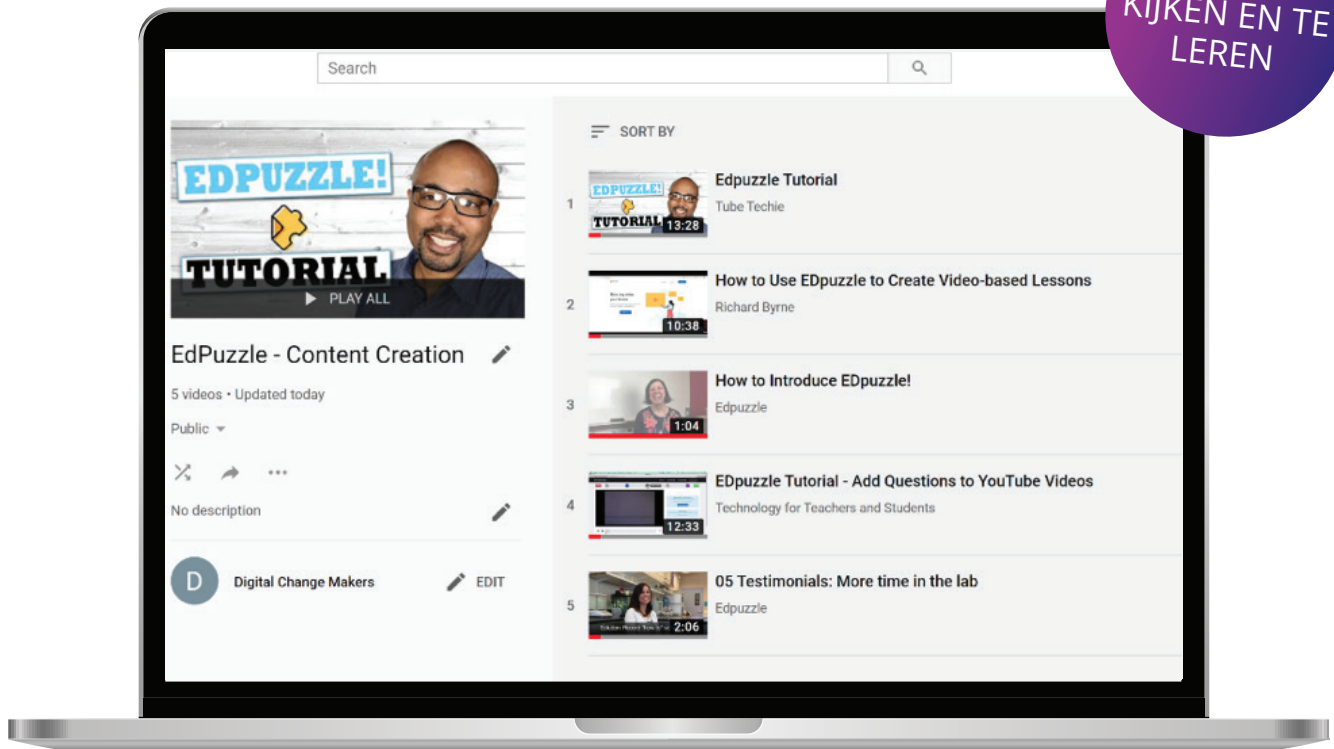 KIJKEN EN TE
LEREN
Search
EDPUZZLE!
TUTORIAL
PLAY ALL
EdPuzzle - Content Creation
5 videos • Updated today
Public
No description
D
Digital Change Makers
EDIT
SORT BY
1
EDPUZZLE!
TUTORIAL
13:28
Edpuzzle Tutorial
Tube Techie
2
10:38
How to Use EDpuzzle to Create Video-based Lessons
Richard Byrne
3
1:04
How to Introduce EDpuzzle!
Edpuzzle
4
12:33
EDpuzzle Tutorial - Add Questions to YouTube Videos
Technology for Teachers and Students
5
2:06
05 Testimonials: More time in the lab
Edpuzzle